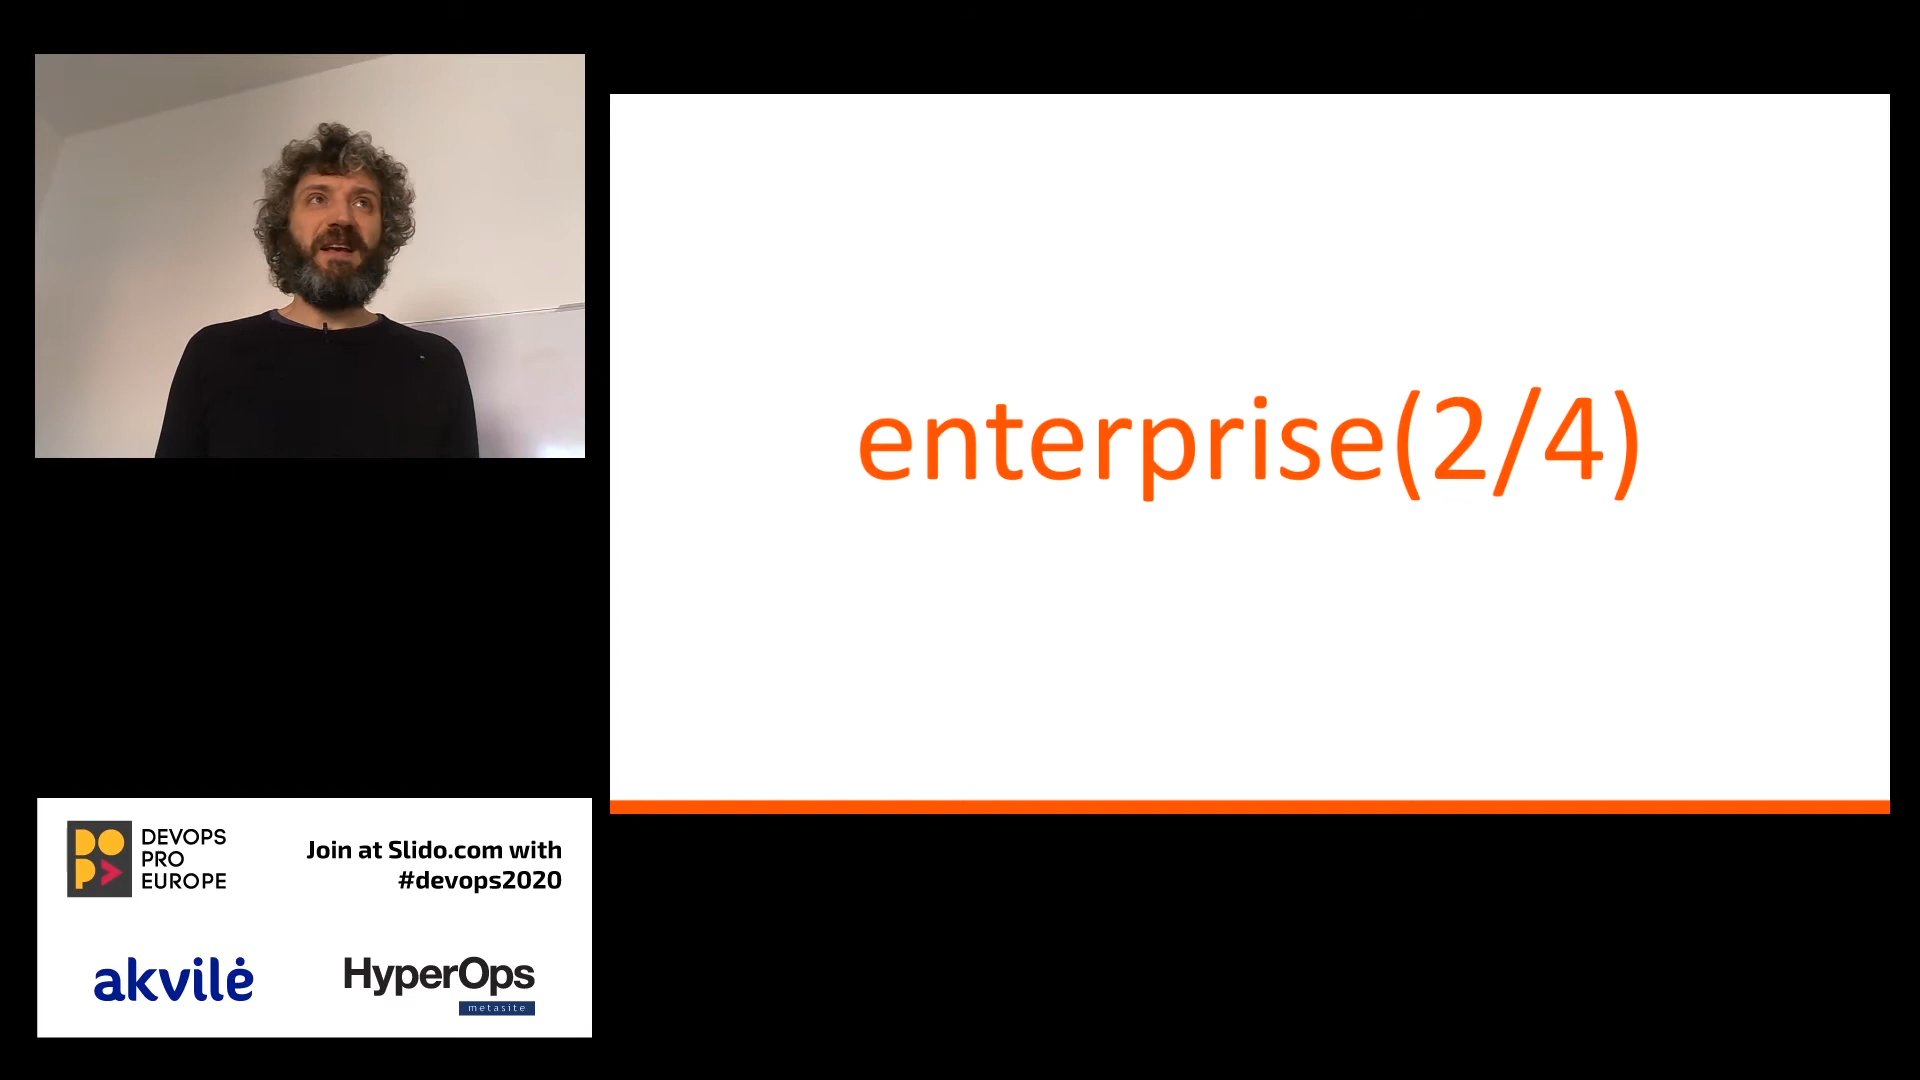 enterprise(2/4)
DEVOPS
PRO
EUROPE
Join at Slido.com with
#devops2020
akvilė
HyperOps
metasite